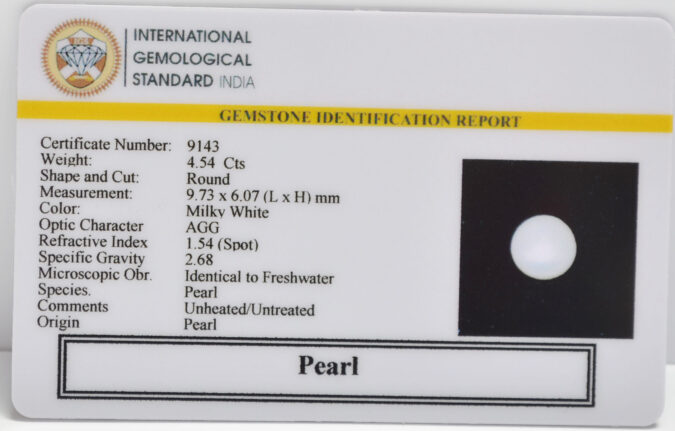 IGS
INTERNATIONAL
GEMOLOGICAL
STANDARD INDIA
GEMSTONE IDENTIFICATION REPORT
Certificate Number: 9143
Weight: 4.54 Cts
Shape and Cut: Round
Measurement: 9.73 x 6.07 (L x H) mm
Color: Milky White
Optic Character AGG
Refractive Index 1.54 (Spot)
Specific Gravity 2.68
Microscopic Obr. Identical to Freshwater
Species. Pearl
Comments Unheated/Untreated
Origin Pearl
Pearl